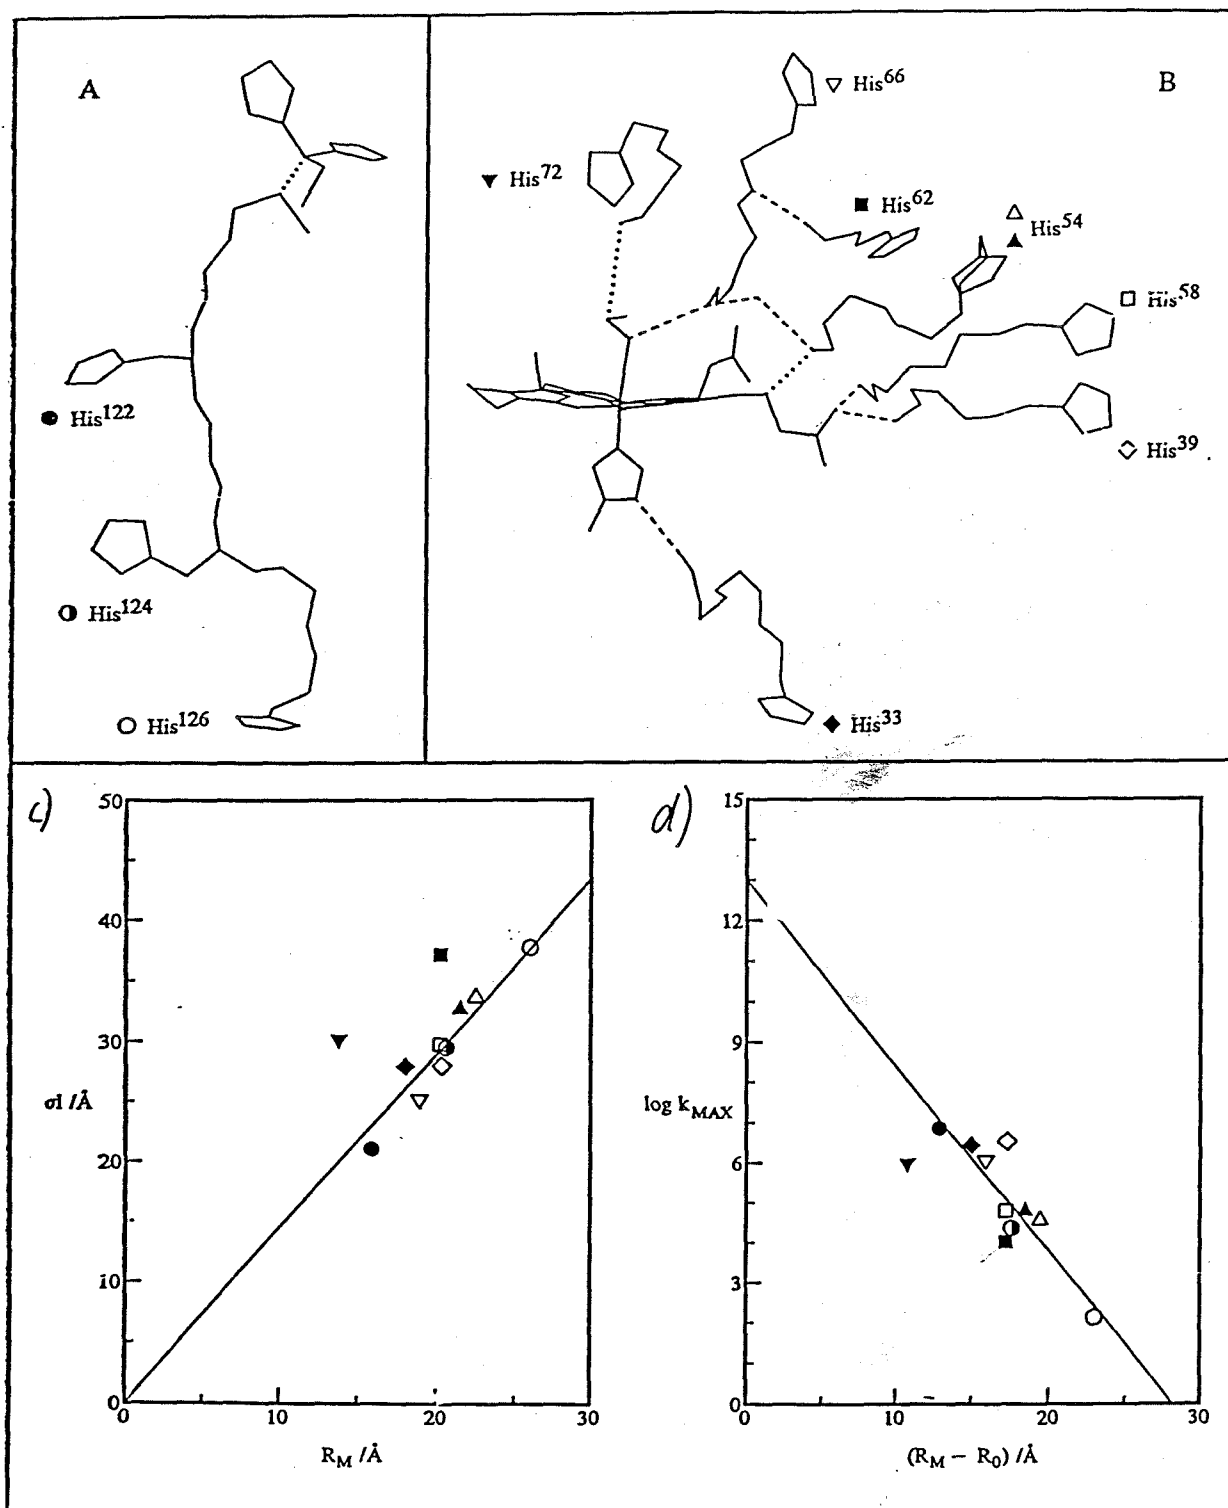 A
B
His66
His72
His62
His54
His58
His122
His39
His124
His126
His33
c)
d)
50
40
30
20
10
0
σl /Å
0
10
20
30
RM /Å
15
12
9
6
3
0
log kMAX
0
10
20
30
(RM – R0) /Å